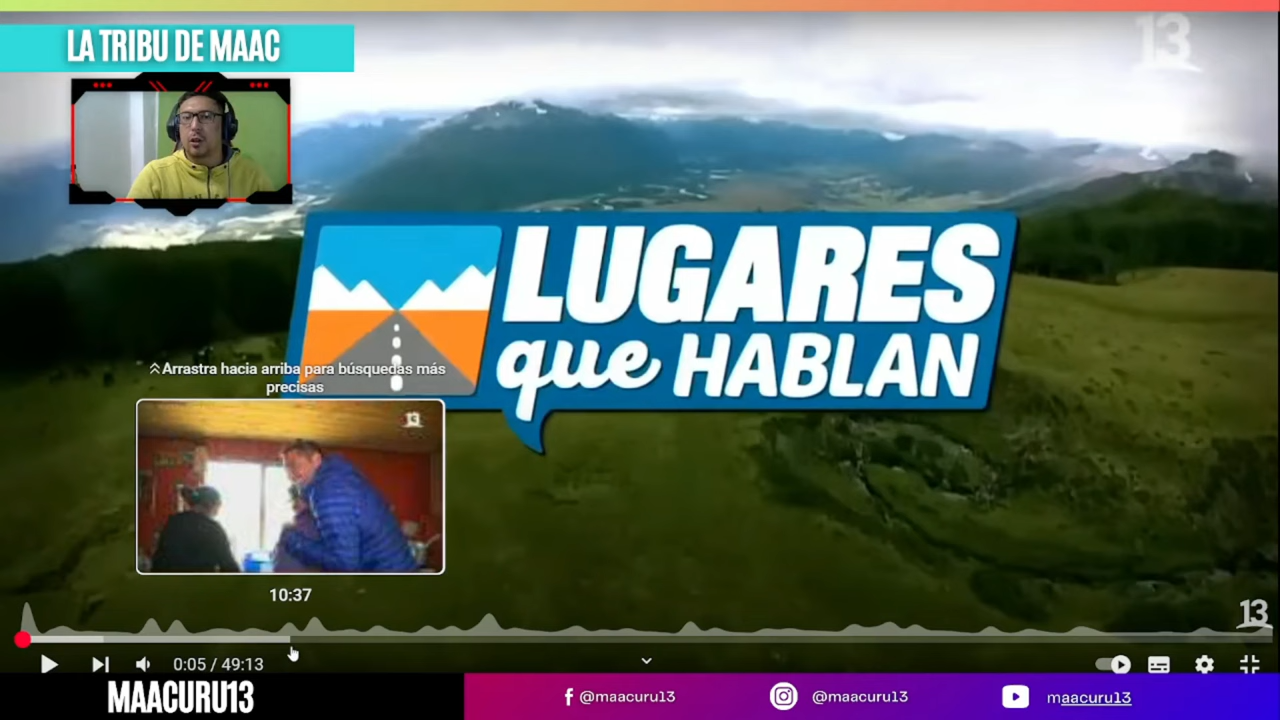 LA TRIBU DE MAAC
13
LUGARES
que HABLAN
Arrastra hacia arriba para búsquedas más
precisas
13
10:37
13
0:05 / 49:13
MAACURU13
@maacuru13
@maacuru13
maacuru13